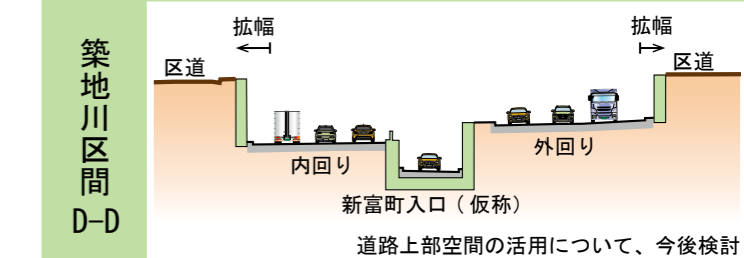 築地川区間
D-D
拡幅
拡幅
区道
区道
内回り
外回り
新富町入口(仮称)
道路上部空間の活用について、今後検討